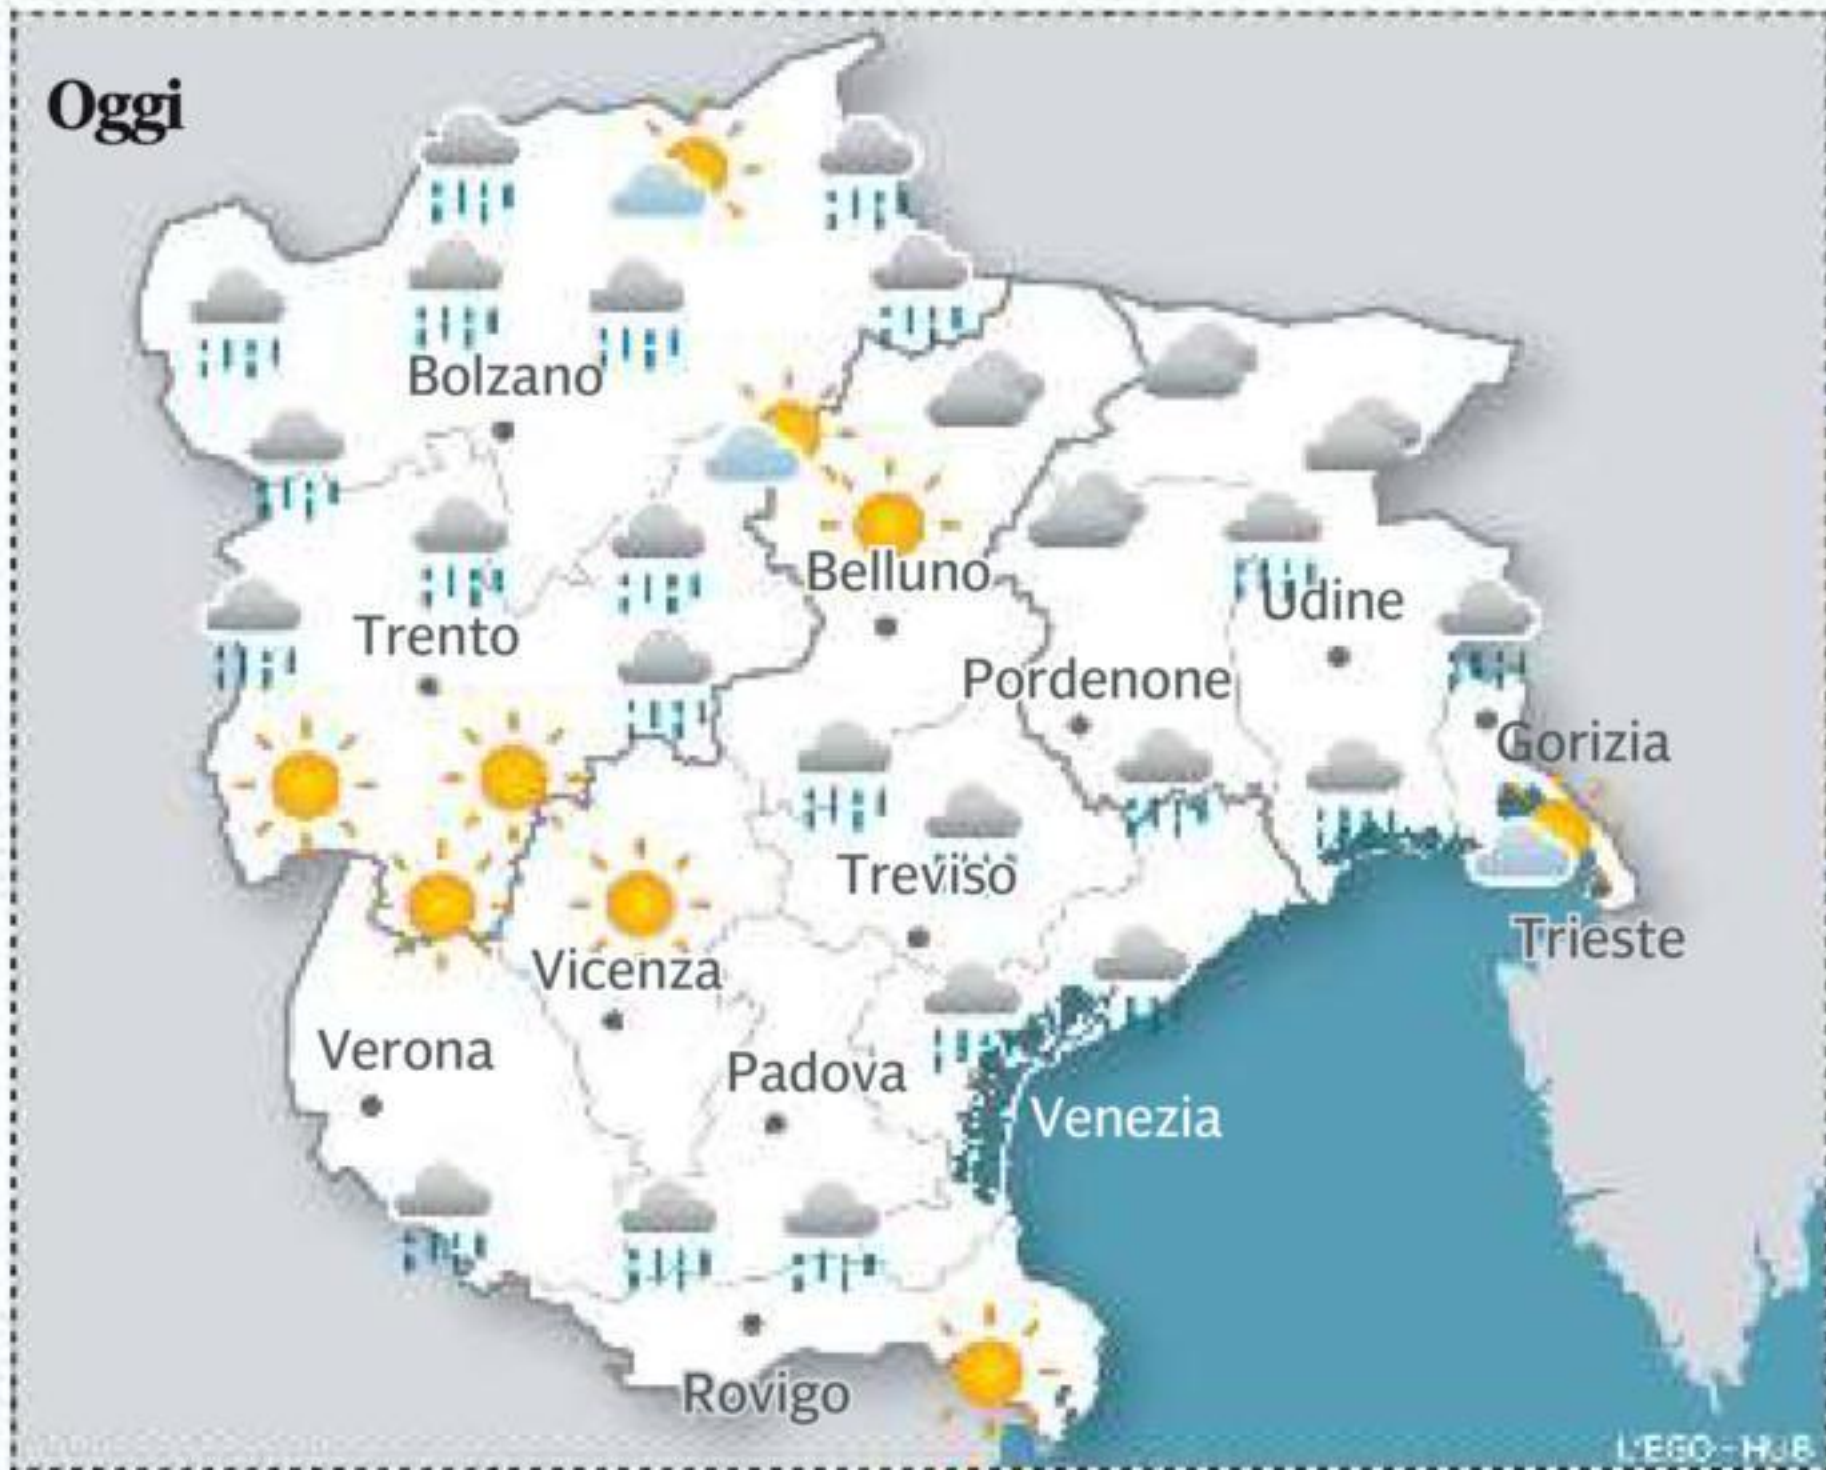 Oggi
Bolzano
Belluno
Udine
Trento
Pordenone
Gorizia
Treviso
Trieste
Vicenza
Verona
Padova
Venezia
Rovigo
L'EGO - HUB